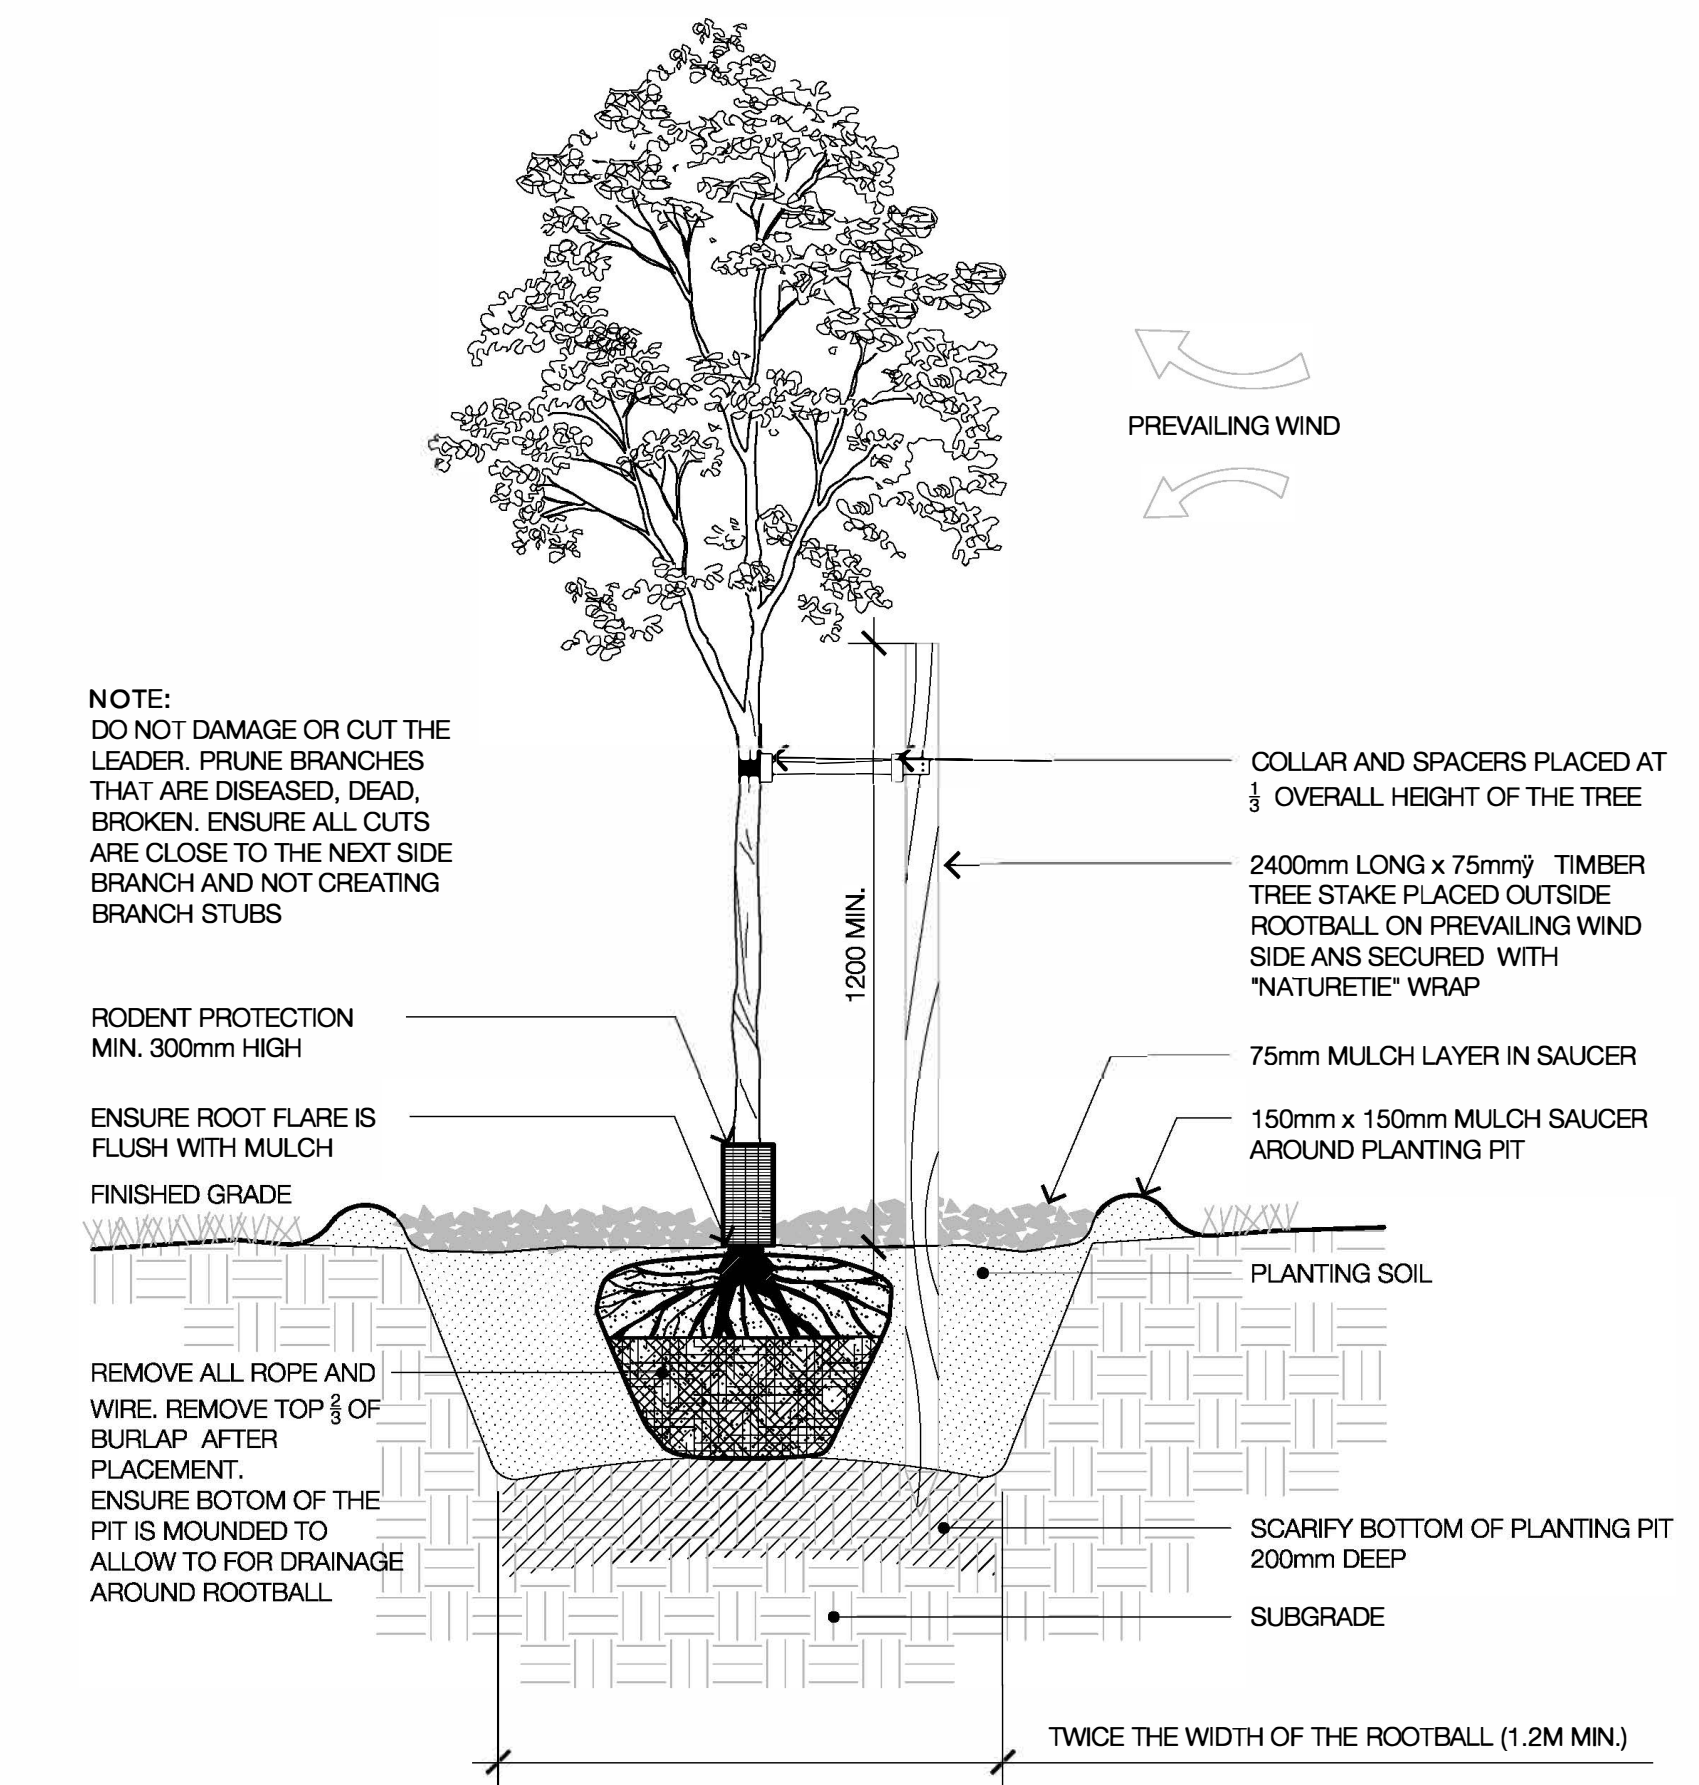 PREVAILING WIND
NOTE:
DO NOT DAMAGE OR CUT THE
LEADER. PRUNE BRANCHES
THAT ARE DISEASED, DEAD,
BROKEN. ENSURE ALL CUTS
ARE CLOSE TO THE NEXT SIDE
BRANCH AND NOT CREATING
BRANCH STUBS
RODENT PROTECTION
MIN. 300mm HIGH
ENSURE ROOT FLARE IS
FLUSH WITH MULCH
FINISHED GRADE
REMOVE ALL ROPE AND
WIRE. REMOVE TOP 2/3 OF
BURLAP AFTER
PLACEMENT.
ENSURE BOTOM OF THE
PIT IS MOUNDED TO
ALLOW TO FOR DRAINAGE
AROUND ROOTBALL
1200 MIN.
COLLAR AND SPACERS PLACED AT
1/3 OVERALL HEIGHT OF THE TREE
2400mm LONG x 75mmÿ TIMBER
TREE STAKE PLACED OUTSIDE
ROOTBALL ON PREVAILING WIND
SIDE ANS SECURED WITH
"NATURETIE" WRAP
75mm MULCH LAYER IN SAUCER
150mm x 150mm MULCH SAUCER
AROUND PLANTING PIT
PLANTING SOIL
SCARIFY BOTTOM OF PLANTING PIT
200mm DEEP
SUBGRADE
TWICE THE WIDTH OF THE ROOTBALL (1.2M MIN.)